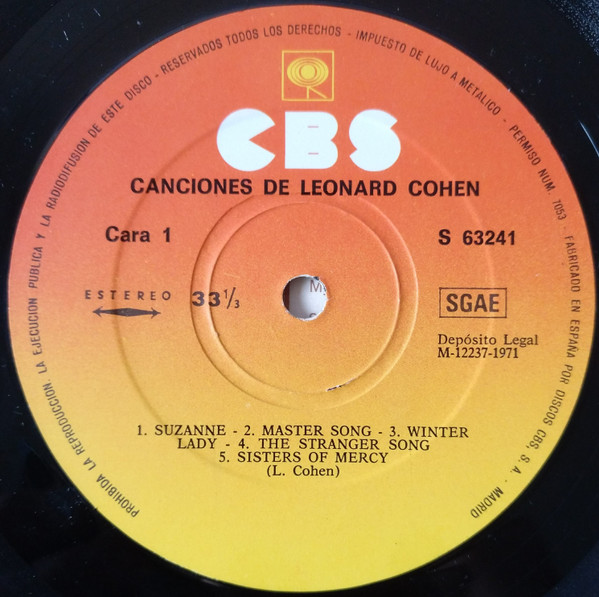 PROHIBIDA LA REPRODUCCION, LA EJECUCION PUBLICA Y LA RADIODIFUSION DE ESTE DISCO - RESERVADOS TODOS LOS DERECHOS - IMPUESTO DE LUJO A METALICO - PERMISO NUM. 7053 - FABRICADO EN ESPAÑA POR DISCOS CBS, S. A. - MADRID
CBS
CANCIONES DE LEONARD COHEN
Cara 1
S 63241
ESTEREO
33 1/3
SGAE
Depósito Legal
M-12237-1971
1. SUZANNE - 2. MASTER SONG - 3. WINTER
LADY - 4. THE STRANGER SONG
5. SISTERS OF MERCY
(L. Cohen)